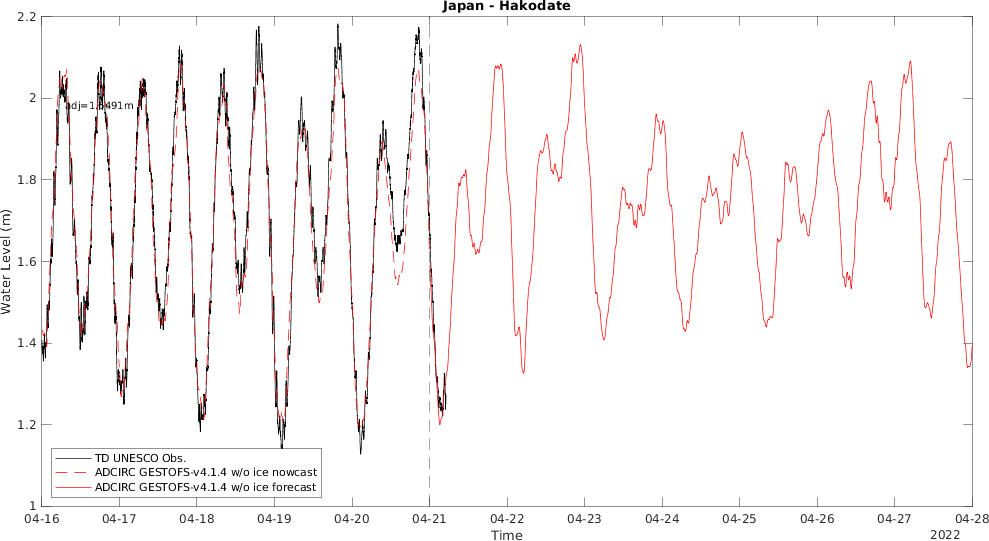 Japan - Hakodate
2.2
2
1.8
1.6
1.4
1.2
1
Water Level (m)
TD UNESCO Obs.
ADCIRC GESTOFS-v4.1.4 w/o ice nowcast
ADCIRC GESTOFS-v4.1.4 w/o ice forecast
04-16 04-17 04-18 04-19 04-20 04-21 04-22 04-23 04-24 04-25 04-26 04-27 04-28
Time
2022